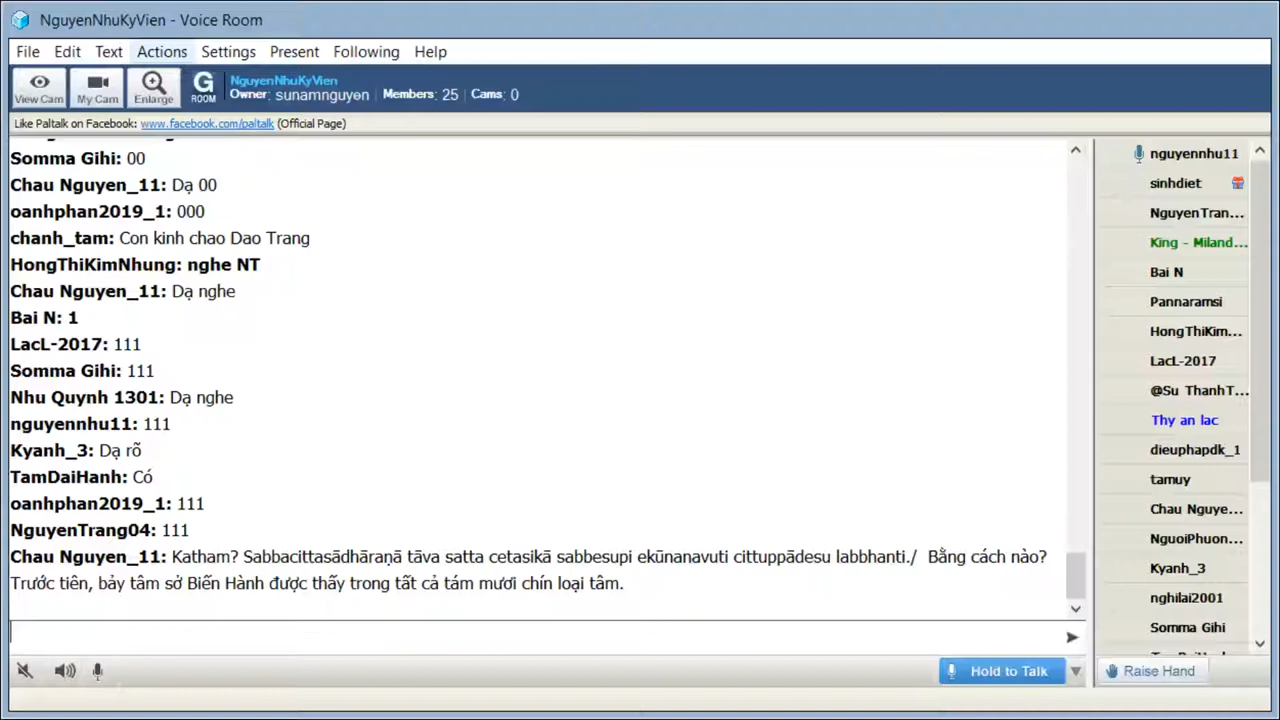 NguyenNhuKyVien - Voice Room
File Edit Text Actions Settings Present Following Help
View Cam My Cam Enlarge G ROOM
NguyenNhuKyVien
Owner: sunamnguyen Members: 25 Cams: 0
Like Paltalk on Facebook: www.facebook.com/paltalk (Official Page)
Somma Gihi: 00
Chau Nguyen_11: Dạ 00
oanhphan2019_1: 000
chanh_tam: Con kinh chao Dao Trang
HongThiKimNhung: nghe NT
Chau Nguyen_11: Dạ nghe
Bai N: 1
LacL-2017: 111
Somma Gihi: 111
Nhu Quynh 1301: Dạ nghe
nguyennhu11: 111
Kyanh_3: Dạ rõ
TamDaiHanh: Có
oanhphan2019_1: 111
NguyenTrang04: 111
Chau Nguyen_11: Katham? Sabbacittasādhāraṇā tāva satta cetasikā sabbesupi ekūnanavuti cittuppādesu labbhanti./ Bằng cách nào?
Trước tiên, bảy tâm sở Biến Hành được thấy trong tất cả tám mươi chín loại tâm.
nguyennhu11
sinhdiet
NguyenTran...
King - Miland...
Bai N
Pannaramsi
HongThiKim...
LacL-2017
@Su ThanhT...
Thy an lac
dieuphapdk_1
tamuy
Chau Nguye...
NguoiPhuon...
Kyanh_3
nghilai2001
Somma Gihi
Hold to Talk
Raise Hand